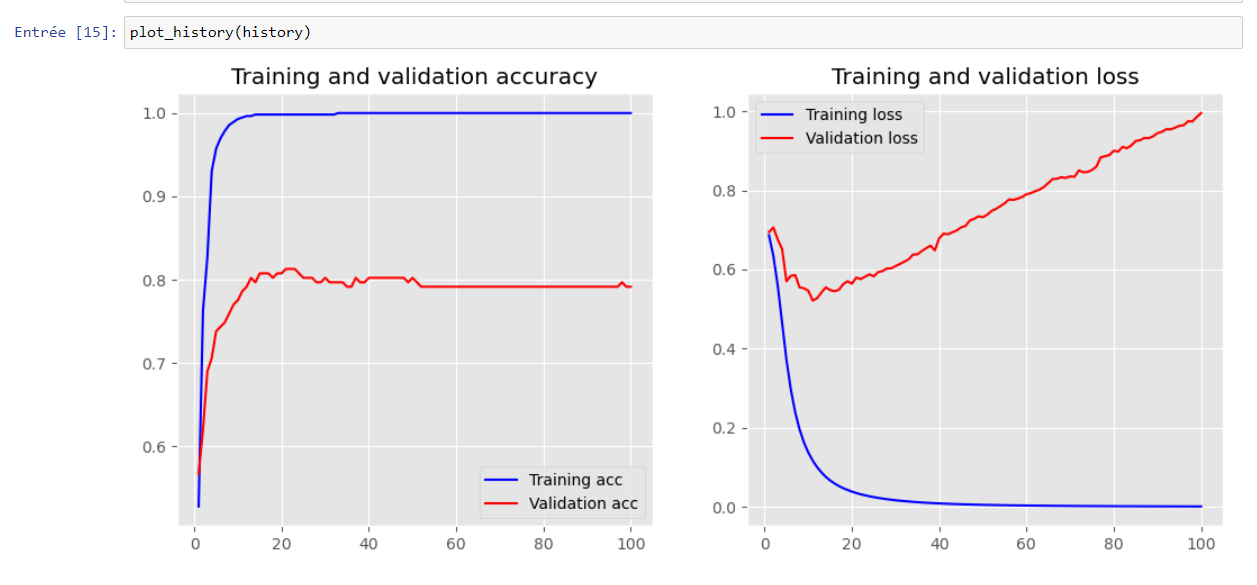 Entrée [15]: plot_history(history)
Training and validation accuracy
1.0
0.9
0.8
0.7
0.6
Training acc
Validation acc
0 20 40 60 80 100
Training and validation loss
1.0
Training loss
Validation loss
0.8
0.6
0.4
0.2
0.0
0 20 40 60 80 100